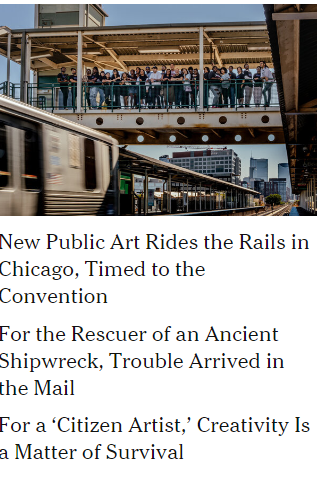 New Public Art Rides the Rails in
Chicago, Timed to the
Convention
For the Rescuer of an Ancient
Shipwreck, Trouble Arrived in
the Mail
For a ‘Citizen Artist,’ Creativity Is
a Matter of Survival